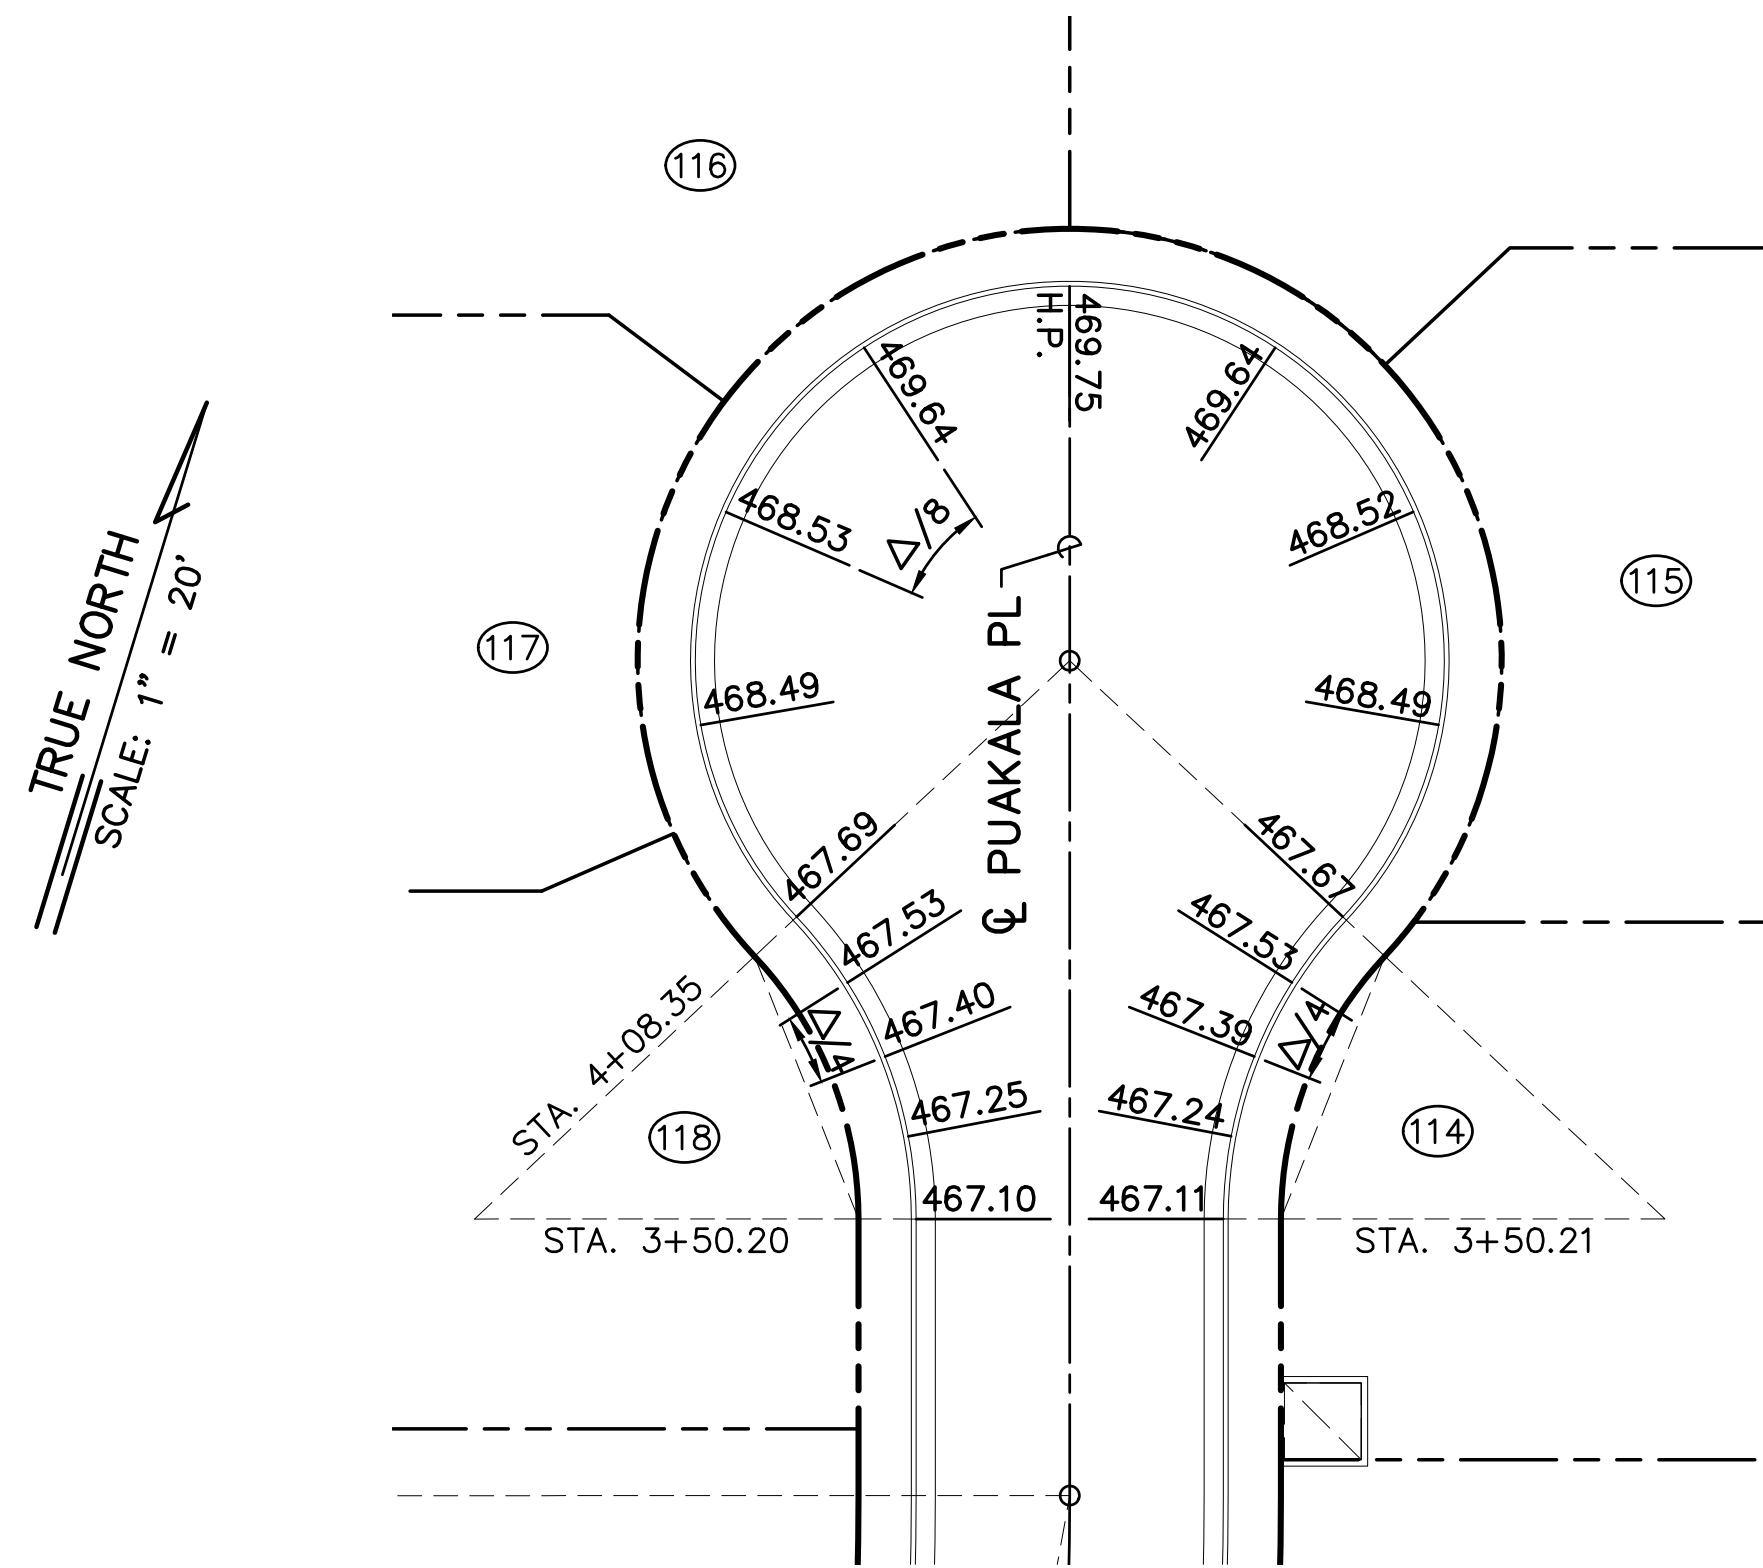 116
469.75
H.P.
469.64
469.64
468.53
Δ/8
468.52
115
117
℄ PUAKALA PL
468.49
468.49
TRUE NORTH
SCALE: 1" = 20'
467.69
467.67
467.53
467.53
STA. 4+08.35
467.40
467.39
Δ/4
Δ/4
467.25
467.24
118
114
467.10
467.11
STA. 3+50.20
STA. 3+50.21